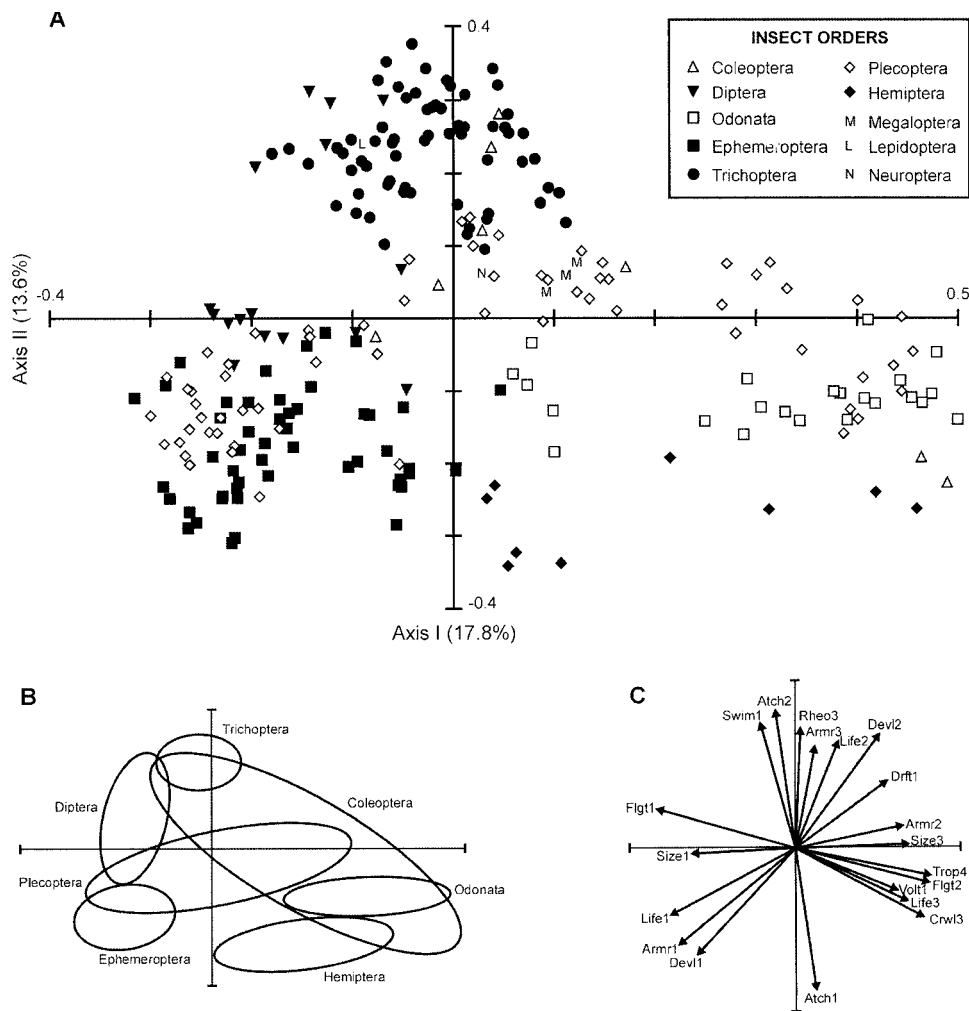 A
0.4
INSECT ORDERS
Coleoptera
Plecoptera
Diptera
Hemiptera
Odonata
M Megaloptera
Ephemeroptera
L Lepidoptera
Trichoptera
N Neuroptera
L
N
M
M
M
-0.4
0.5
Axis II (13.6%)
-0.4
Axis I (17.8%)
B
Trichoptera
Diptera
Coleoptera
Plecoptera
Odonata
Ephemeroptera
Hemiptera
C
Atch2
Swim1
Rheo3
Armr3
Life2
Devl2
Drft1
Flgt1
Armr2
Size3
Size1
Trop4
Flgt2
Volt1
Life3
Crwl3
Life1
Armr1
Devl1
Atch1